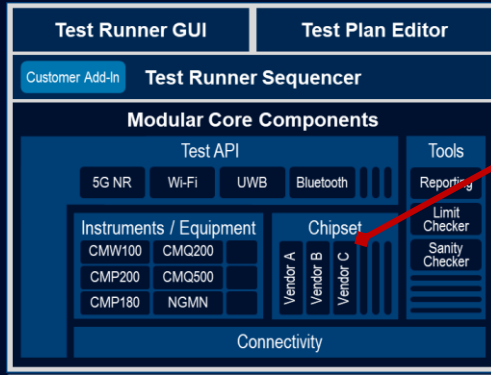 Test Runner GUI
Test Plan Editor
Customer Add-In
Test Runner Sequencer
Modular Core Components
Test API
5G NR
Wi-Fi
UWB
Bluetooth
Tools
Reporting
Limit
Checker
Sanity
Checker
Instruments / Equipment
CMW100
CMQ200
CMP200
CMQ500
CMP180
NGMN
Chipset
Vendor A
Vendor B
Vendor C
Connectivity